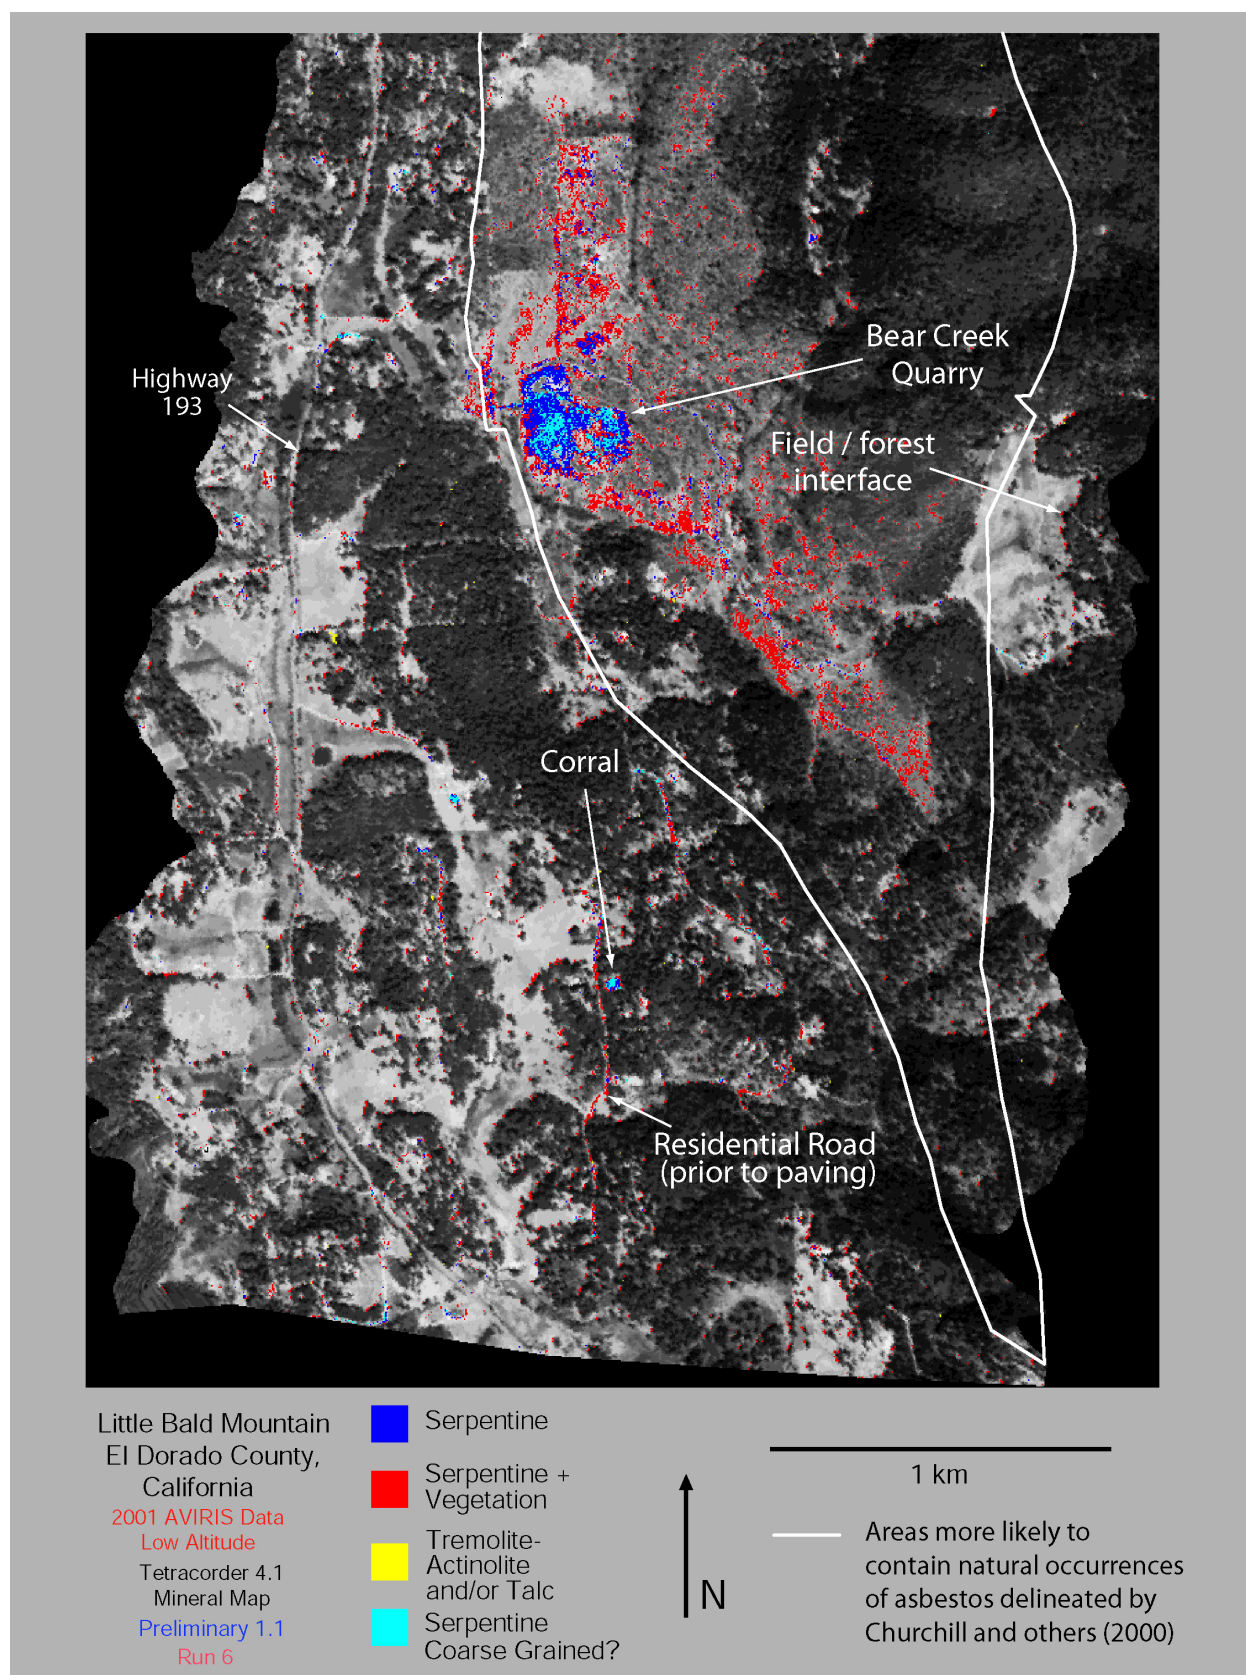 Bear Creek
Quarry
Highway
193
Field / forest
interface
Corral
Residential Road
(prior to paving)
Little Bald Mountain
El Dorado County,
California
2001 AVIRIS Data
Low Altitude
Tetracorder 4.1
Mineral Map
Preliminary 1.1
Run 6
Serpentine
Serpentine +
Vegetation
Tremolite-
Actinolite
and/or Talc
Serpentine
Coarse Grained?
N
1 km
Areas more likely to
contain natural occurrences
of asbestos delineated by
Churchill and others (2000)